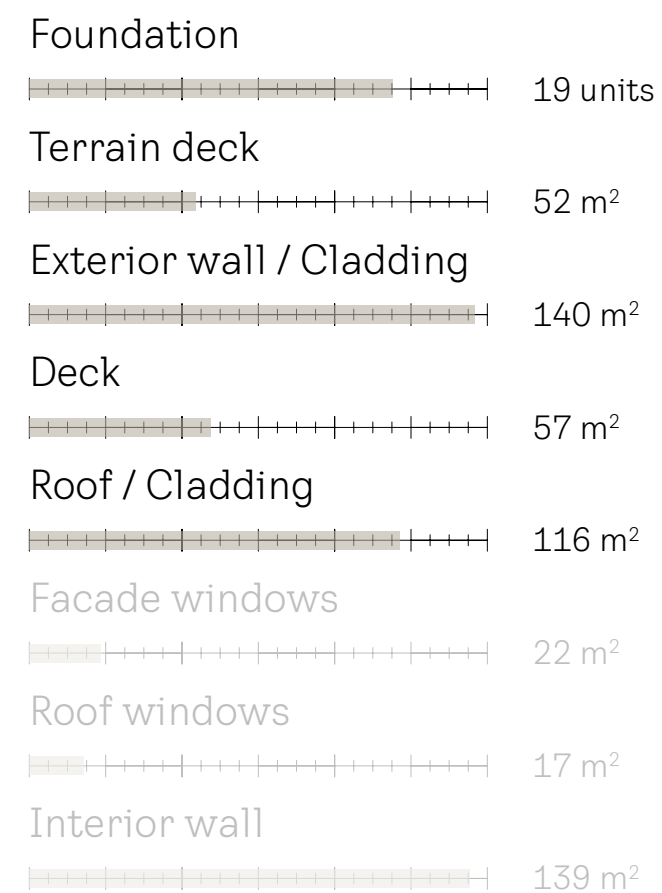 Foundation
19 units
Terrain deck
52 m²
Exterior wall / Cladding
140 m²
Deck
57 m²
Roof / Cladding
116 m²
Facade windows
22 m²
Roof windows
17 m²
Interior wall
139 m²